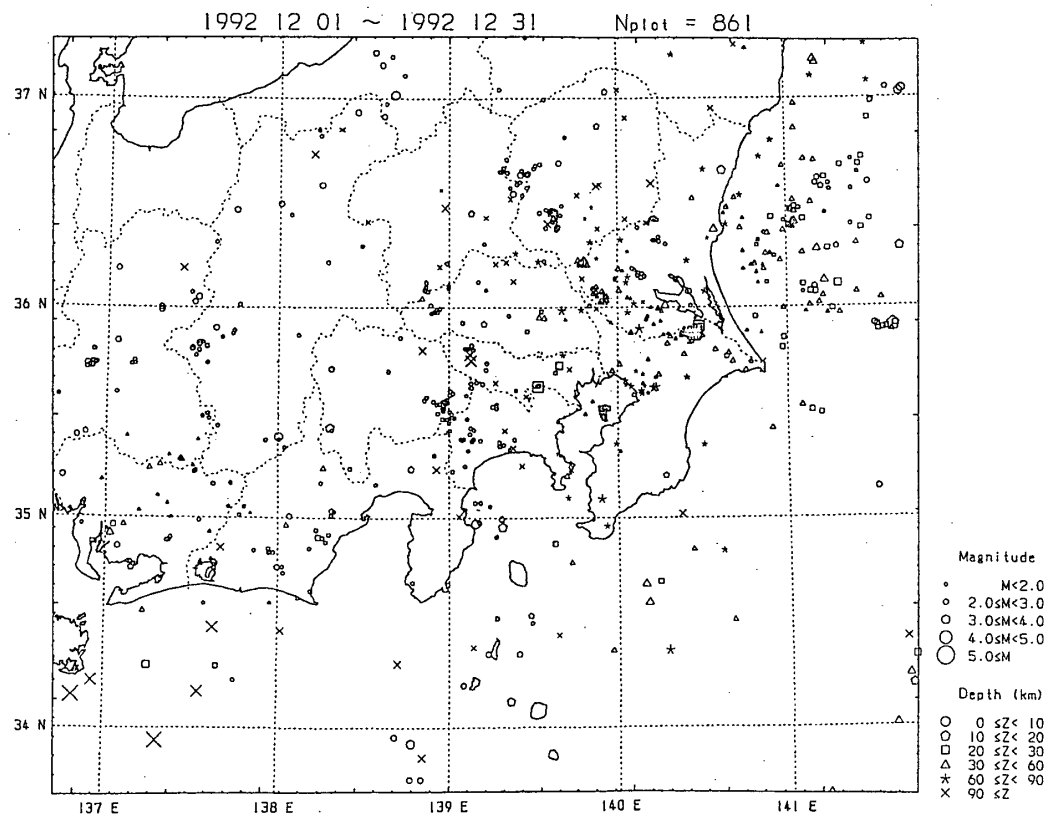 1992 12 01 ~ 1992 12 31 Nplot = 861
37 N
36 N
35 N
34 N
137 E 138 E 139 E 140 E 141 E
Magnitude
M<2.0
2.0≤M<3.0
3.0≤M<4.0
4.0≤M<5.0
5.0≤M
Depth (km)
0 ≤Z< 10
10 ≤Z< 20
20 ≤Z< 30
30 ≤Z< 60
60 ≤Z< 90
90 ≤Z